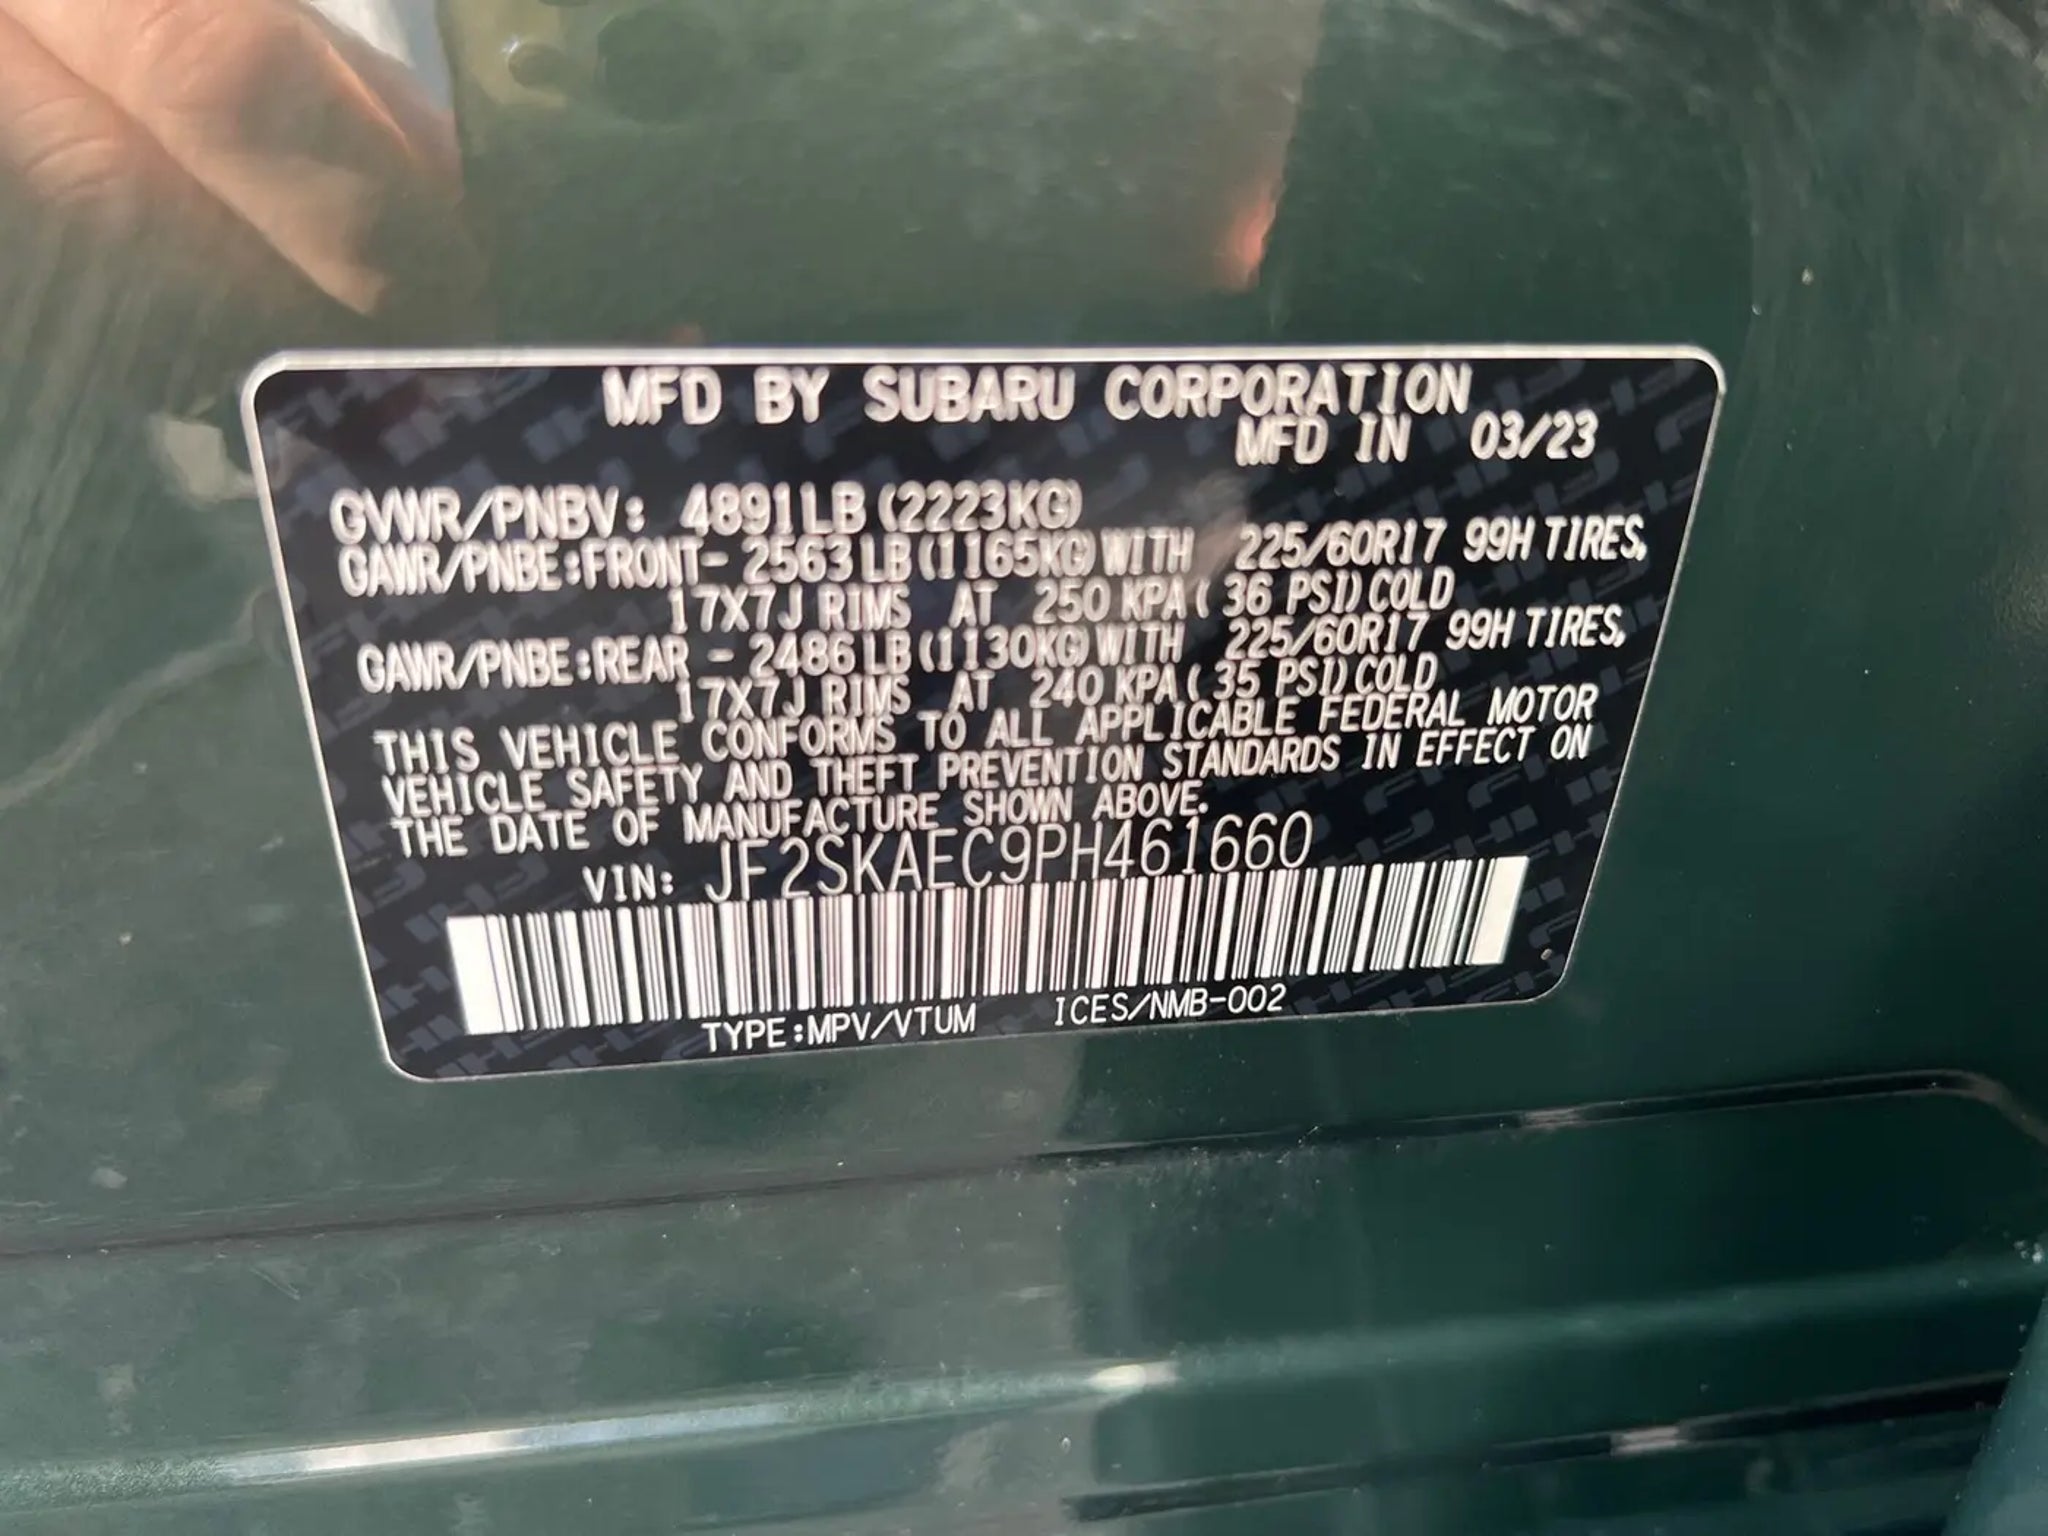 MFD BY SUBARU CORPORATION
MFD IN 03/23
GVWR/PNBV: 4891LB (2223KG)
GAWR/PNBE:FRONT- 2563LB(1165KG)WITH 225/60R17 99H TIRES,
17X7J RIMS AT 250 KPA( 36 PSI)COLD
GAWR/PNBE:REAR - 2486LB(1130KG)WITH 225/60R17 99H TIRES,
17X7J RIMS AT 240 KPA( 35 PSI)COLD
THIS VEHICLE CONFORMS TO ALL APPLICABLE FEDERAL MOTOR
VEHICLE SAFETY AND THEFT PREVENTION STANDARDS IN EFFECT ON
THE DATE OF MANUFACTURE SHOWN ABOVE.
VIN: JF2SKAEC9PH461660
TYPE:MPV/VTUM ICES/NMB-002